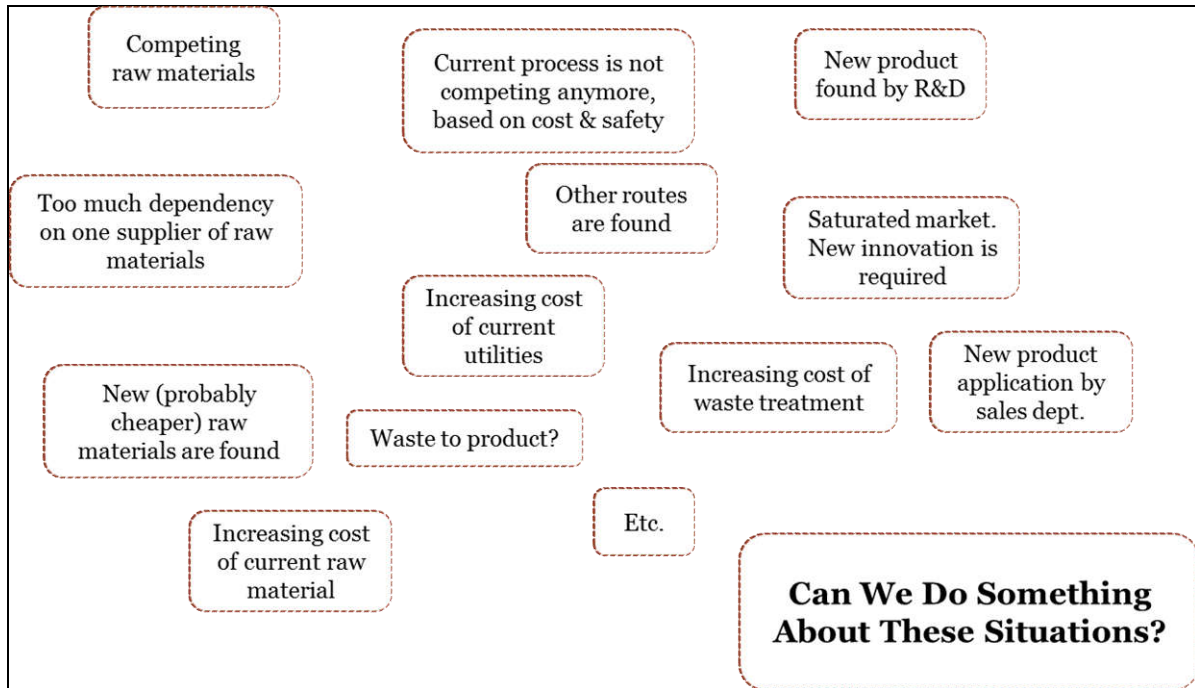 Competing
raw materials
Current process is not
competing anymore,
based on cost & safety
New product
found by R&D
Too much dependency
on one supplier of raw
materials
Other routes
are found
Saturated market.
New innovation is
required
Increasing cost
of current
utilities
Increasing cost of
waste treatment
New product
application by
sales dept.
New (probably
cheaper) raw
materials are found
Waste to product?
Etc.
Increasing cost
of current raw
material
Can We Do Something
About These Situations?